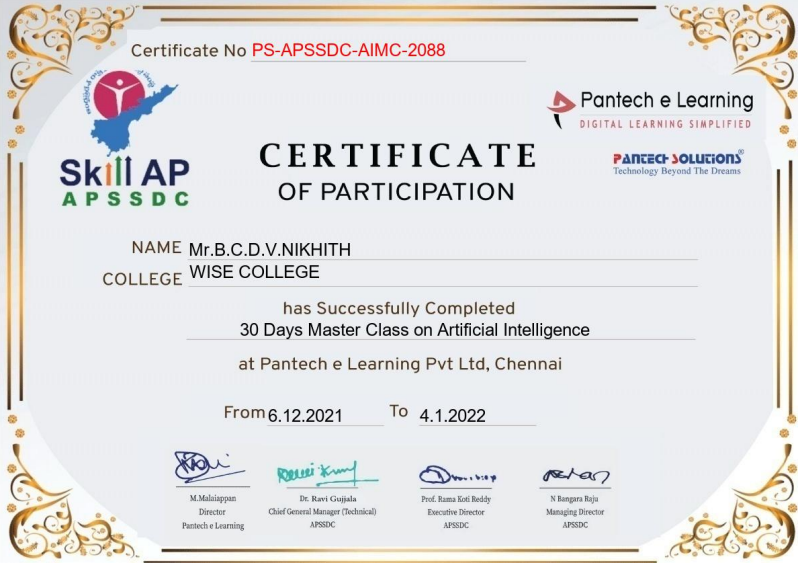 Certificate No PS-APSSDC-AIMC-2088
Skill AP
APSSDC
Pantech e Learning
DIGITAL LEARNING SIMPLIFIED
PANTECH SOLUTIONS®
Technology Beyond The Dreams
CERTIFICATE
OF PARTICIPATION
NAME Mr.B.C.D.V.NIKHITH
COLLEGE WISE COLLEGE
has Successfully Completed
30 Days Master Class on Artificial Intelligence
at Pantech e Learning Pvt Ltd, Chennai
From 6.12.2021 To 4.1.2022
M.Malaiappan
Director
Pantech e Learning
Dr. Ravi Gujjala
Chief General Manager (Technical)
APSSDC
Prof. Rama Koti Reddy
Executive Director
APSSDC
N Bangara Raju
Managing Director
APSSDC